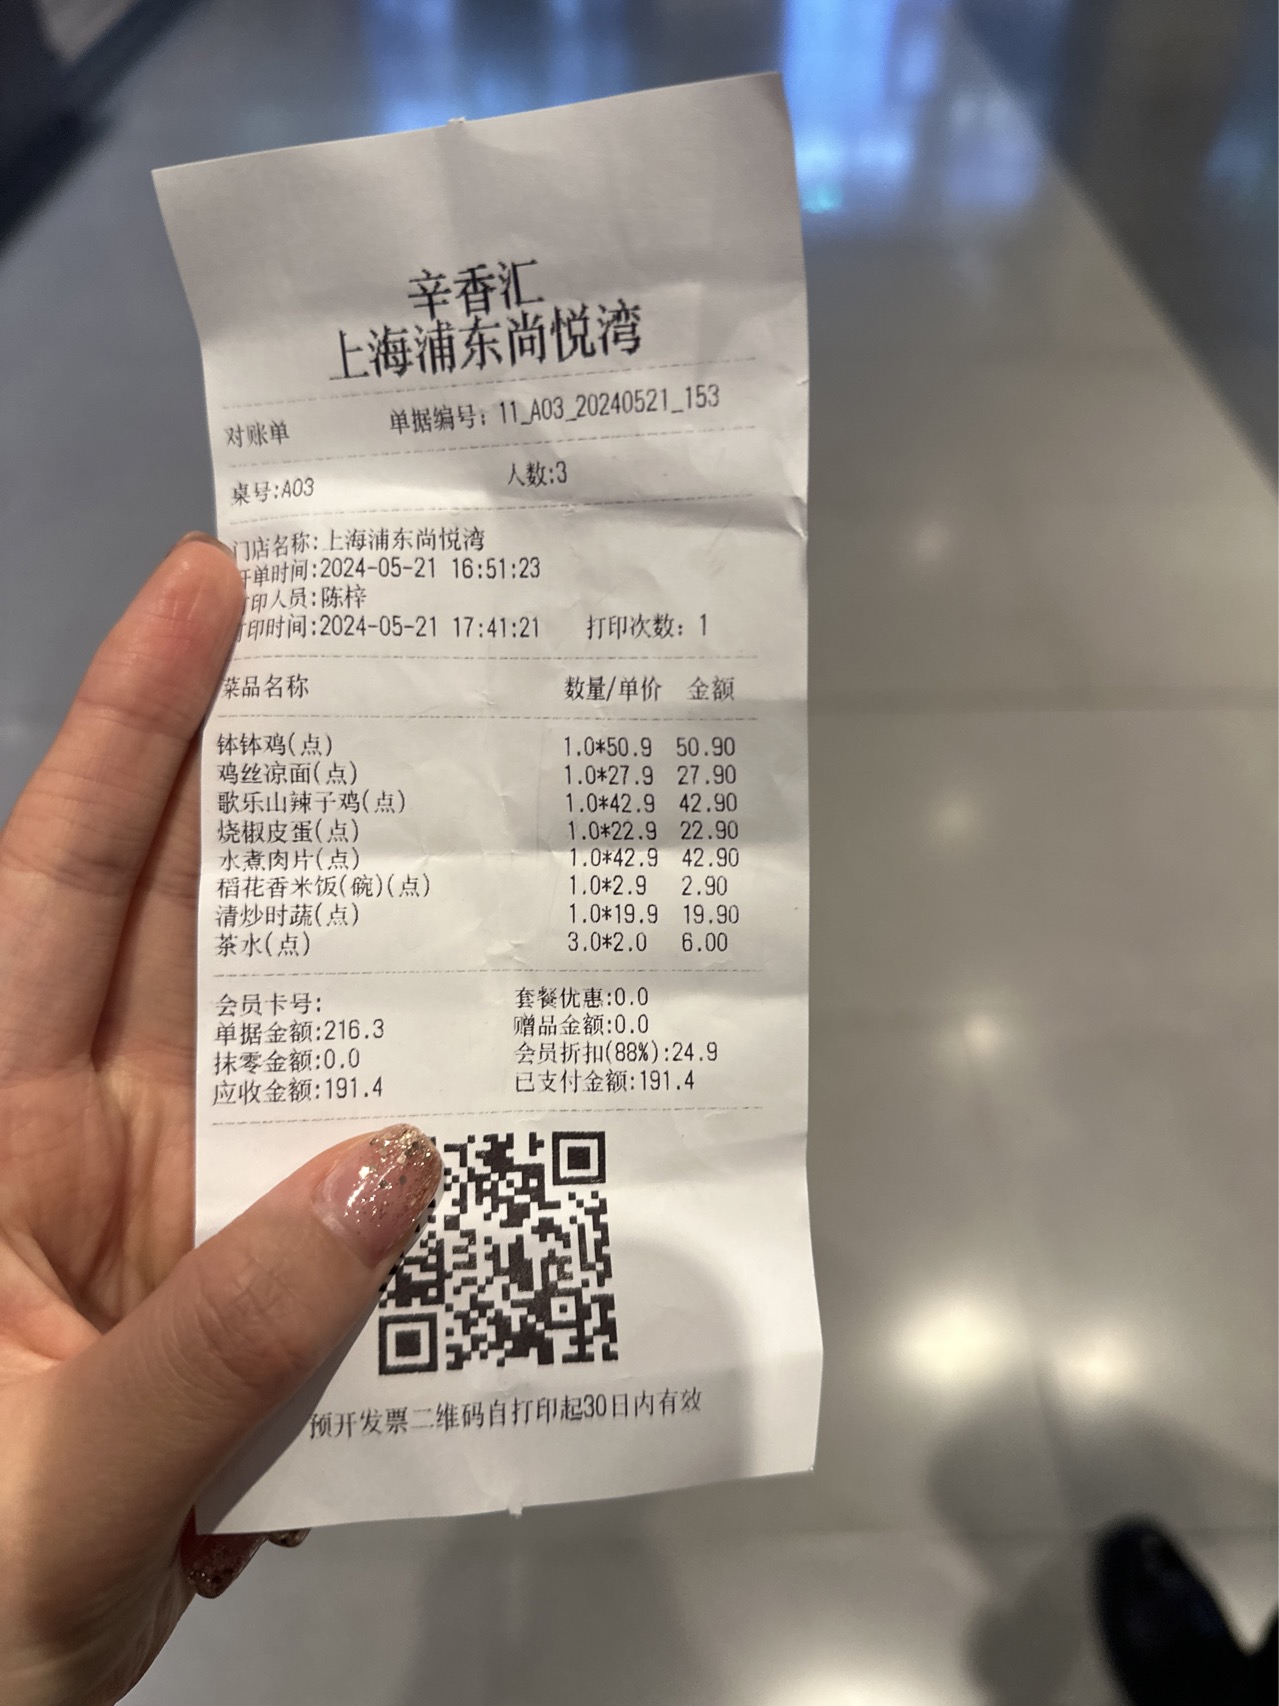 辛香汇
上海浦东尚悦湾
对账单 单据编号: 11_A03_20240521_153
桌号:A03 人数:3
门店名称:上海浦东尚悦湾
开单时间:2024-05-21 16:51:23
打印人员:陈梓
打印时间:2024-05-21 17:41:21 打印次数: 1
菜品名称 数量/单价 金额
钵钵鸡(点) 1.0*50.9 50.90
鸡丝凉面(点) 1.0*27.9 27.90
歌乐山辣子鸡(点) 1.0*42.9 42.90
烧椒皮蛋(点) 1.0*22.9 22.90
水煮肉片(点) 1.0*42.9 42.90
稻花香米饭(碗)(点) 1.0*2.9 2.90
清炒时蔬(点) 1.0*19.9 19.90
茶水(点) 3.0*2.0 6.00
会员卡号: 套餐优惠:0.0
单据金额:216.3 赠品金额:0.0
抹零金额:0.0 会员折扣(88%):24.9
应收金额:191.4 已支付金额:191.4
预开发票二维码自打印起30日内有效